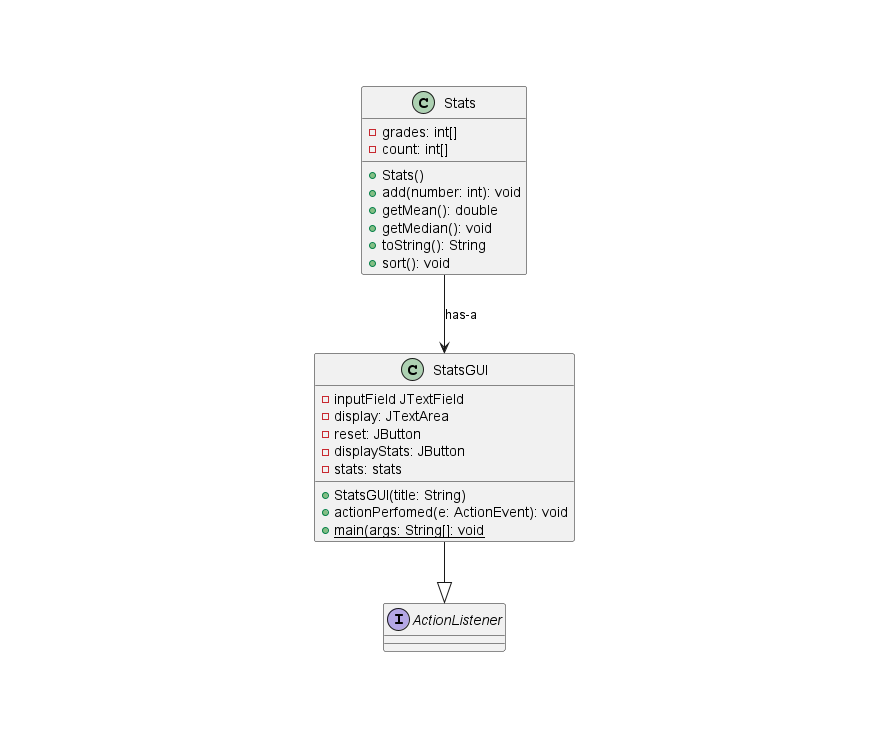 C Stats
grades: int[]
count: int[]
Stats()
add(number: int): void
getMean(): double
getMedian(): void
toString(): String
sort(): void
has-a
C StatsGUI
inputField JTextField
display: JTextArea
reset: JButton
displayStats: JButton
stats: stats
StatsGUI(title: String)
actionPerfomed(e: ActionEvent): void
main(args: String[]: void
I ActionListener